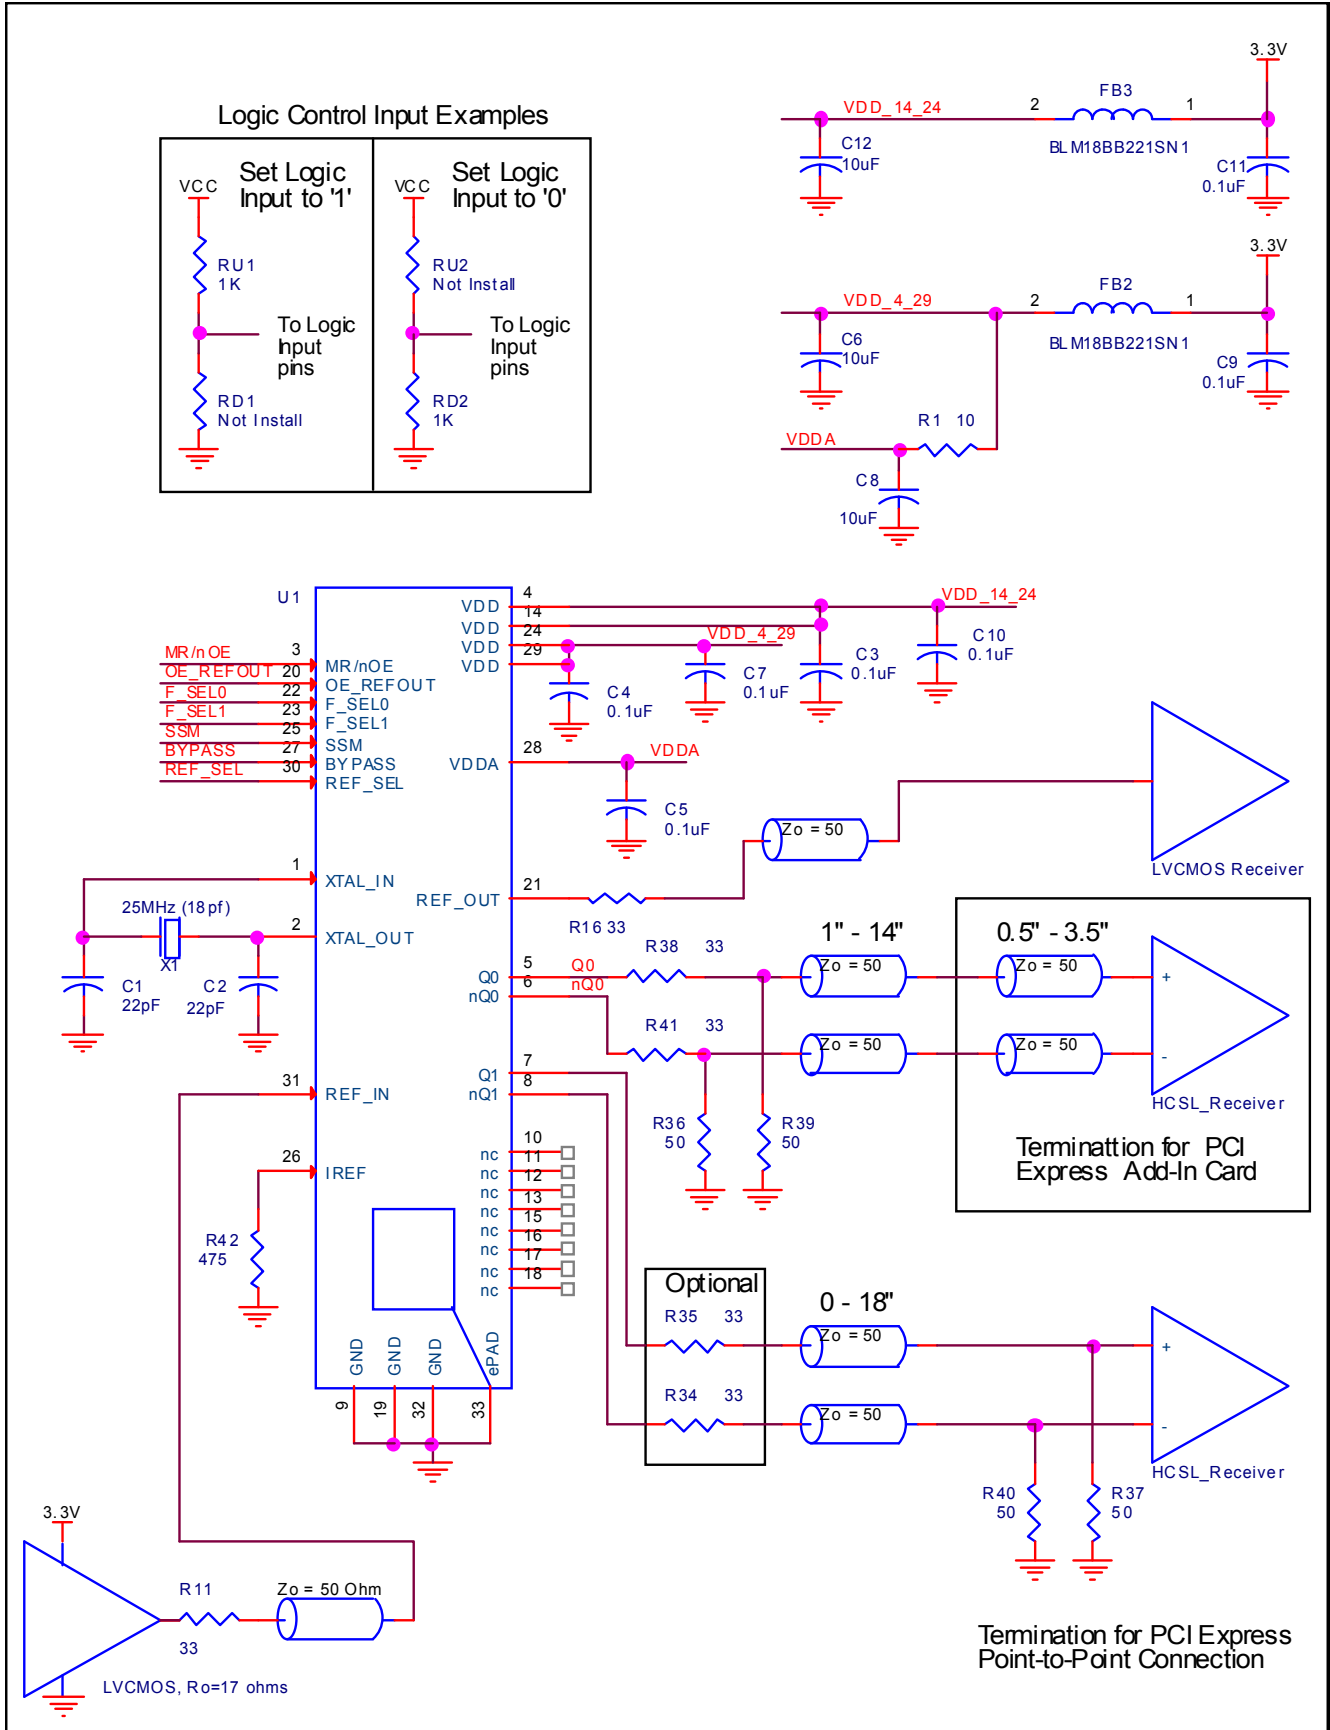 3.3V
FB3
VDD_14_24
2
1
BLM18BB221SN1
C12
10uF
C11
0.1uF
Logic Control Input Examples
Set Logic
Input to '1'
VCC
RU1
1K
To Logic
Input
pins
RD1
Not Install
Set Logic
Input to '0'
VCC
RU2
Not Install
To Logic
Input
pins
RD2
1K
3.3V
FB2
VDD_4_29
2
1
BLM18BB221SN1
C6
10uF
C9
0.1uF
R1 10
VDDA
C8
10uF
U1
MR/nOE
3
MR/nOE
OE_REFOUT
20
OE_REFOUT
F_SEL0
22
F_SEL0
F_SEL1
23
F_SEL1
SSM
25
SSM
BYPASS
27
BYPASS
REF_SEL
30
REF_SEL
VDD
4
VDD
14
VDD
24
VDD
29
VDD_14_24
VDD_4_29
C10
0.1uF
C3
0.1uF
C7
0.1uF
C4
0.1uF
VDDA
28
VDDA
C5
0.1uF
Zo = 50
LVCMOS Receiver
1
XTAL_IN
25MHz (18pf)
X1
2
XTAL_OUT
C1
22pF
C2
22pF
REF_OUT
21
R16 33
Q0
5
Q0
nQ0
6
nQ0
R38 33
R41 33
1" - 14"
Zo = 50
Zo = 50
0.5" - 3.5"
Zo = 50
Zo = 50
+
-
HCSL_Receiver
Terminattion for PCI
Express Add-In Card
R36
50
R39
50
Q1
7
nQ1
8
31
REF_IN
26
IREF
R42
475
nc
10
nc
11
nc
12
nc
13
nc
15
nc
16
nc
17
nc
18
GND
GND
GND
ePAD
9
19
32
33
Optional
R35 33
R34 33
0 - 18"
Zo = 50
Zo = 50
+
-
HCSL_Receiver
R40
50
R37
50
3.3V
R11
33
Zo = 50 Ohm
LVCMOS, Ro=17 ohms
Termination for PCI Express
Point-to-Point Connection